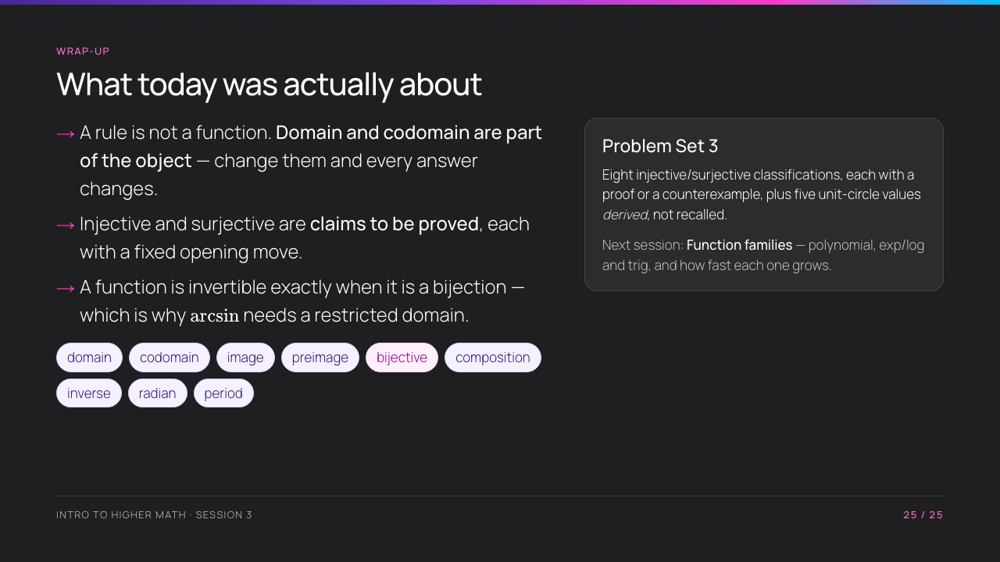 WRAP-UP
What today was actually about
→ A rule is not a function. Domain and codomain are part
of the object — change them and every answer
changes.
→ Injective and surjective are claims to be proved, each
with a fixed opening move.
→ A function is invertible exactly when it is a bijection —
which is why arcsin needs a restricted domain.
domain codomain image preimage bijective composition
inverse radian period
Problem Set 3
Eight injective/surjective classifications, each with a
proof or a counterexample, plus five unit-circle values
derived, not recalled.
Next session: Function families — polynomial, exp/log
and trig, and how fast each one grows.
INTRO TO HIGHER MATH · SESSION 3
25 / 25